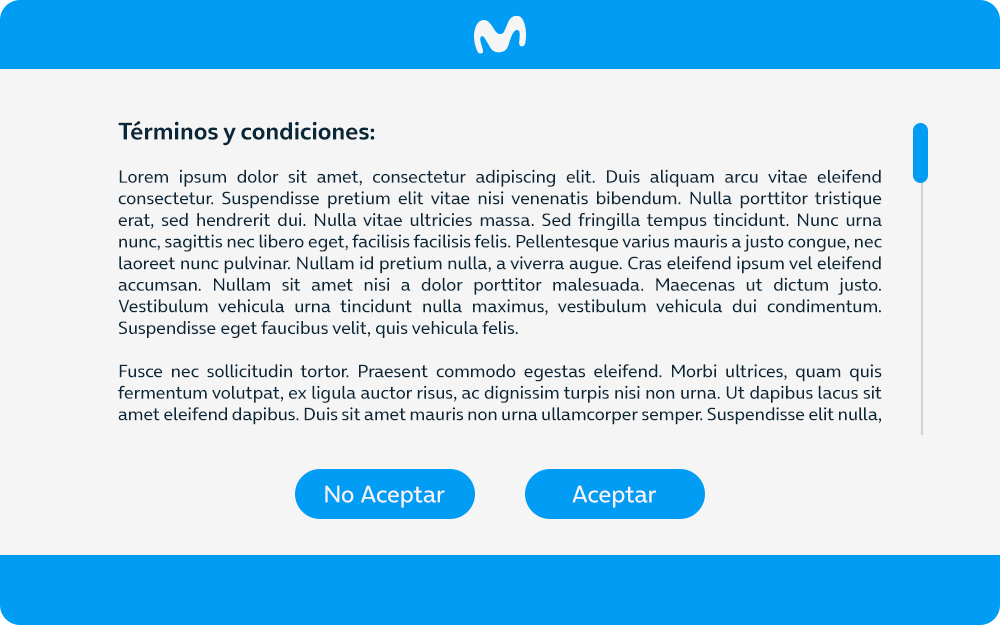 Términos y condiciones:
Lorem ipsum dolor sit amet, consectetur adipiscing elit. Duis aliquam arcu vitae eleifend
consectetur. Suspendisse pretium elit vitae nisi venenatis bibendum. Nulla porttitor tristique
erat, sed hendrerit dui. Nulla vitae ultricies massa. Sed fringilla tempus tincidunt. Nunc urna
nunc, sagittis nec libero eget, facilisis facilisis felis. Pellentesque varius mauris a justo congue, nec
laoreet nunc pulvinar. Nullam id pretium nulla, a viverra augue. Cras eleifend ipsum vel eleifend
accumsan. Nullam sit amet nisi a dolor porttitor malesuada. Maecenas ut dictum justo.
Vestibulum vehicula urna tincidunt nulla maximus, vestibulum vehicula dui condimentum.
Suspendisse eget faucibus velit, quis vehicula felis.
Fusce nec sollicitudin tortor. Praesent commodo egestas eleifend. Morbi ultrices, quam quis
fermentum volutpat, ex ligula auctor risus, ac dignissim turpis nisi non urna. Ut dapibus lacus sit
amet eleifend dapibus. Duis sit amet mauris non urna ullamcorper semper. Suspendisse elit nulla,
No Aceptar
Aceptar